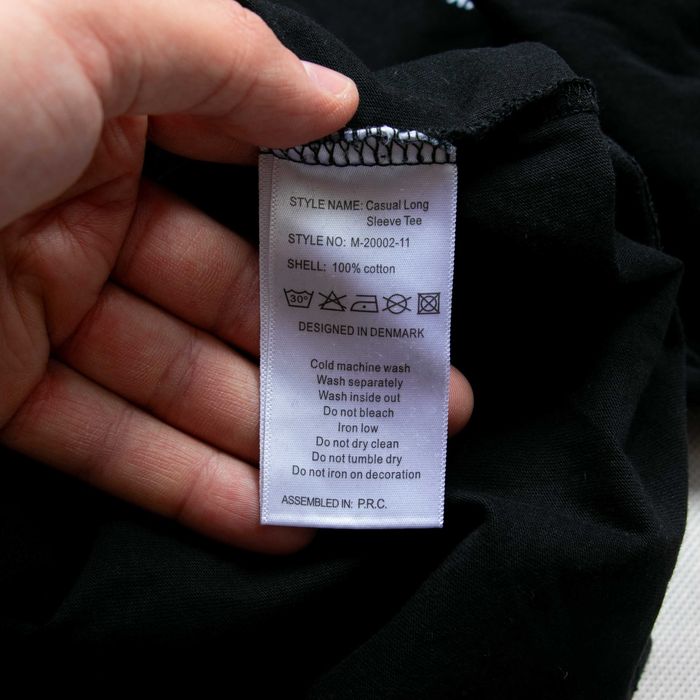 STYLE NAME: Casual Long
Sleeve Tee
STYLE NO: M-20002-11
SHELL: 100% cotton
30°
DESIGNED IN DENMARK
Cold machine wash
Wash separately
Wash inside out
Do not bleach
Iron low
Do not dry clean
Do not tumble dry
Do not iron on decoration
ASSEMBLED IN: P.R.C.